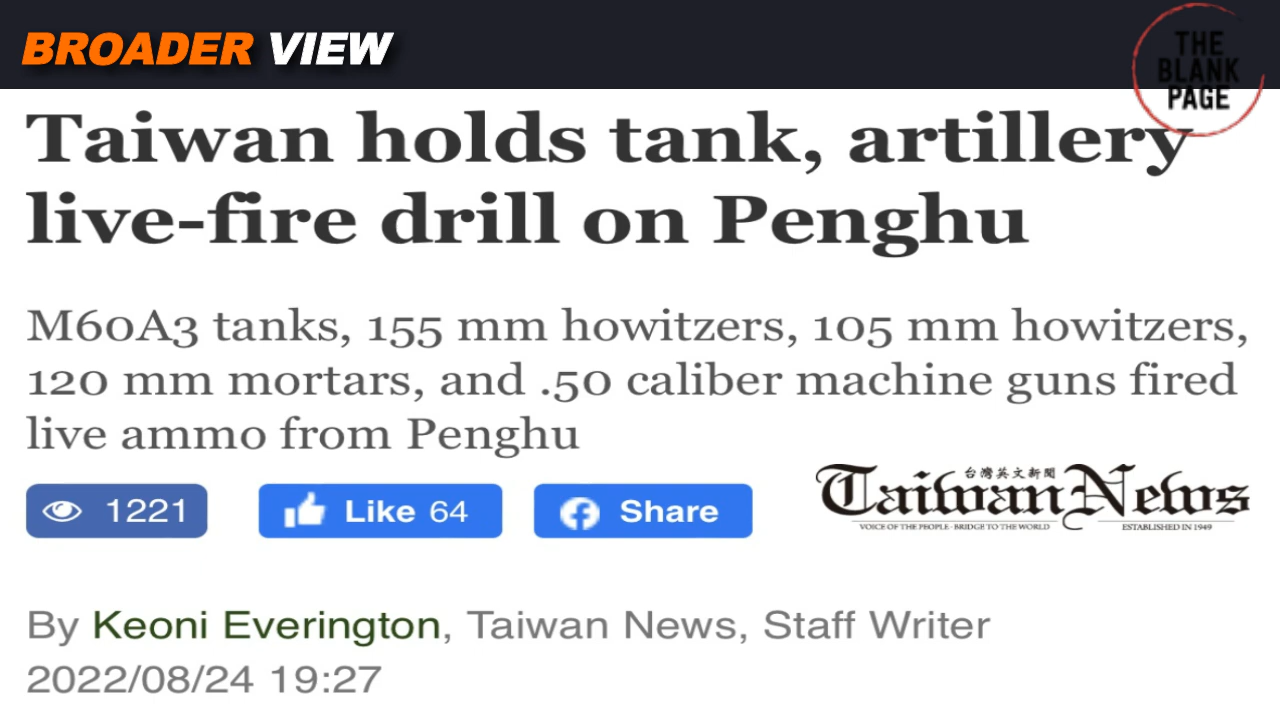 BROADER VIEW
THE
BLANK
PAGE
Taiwan holds tank, artillery
live-fire drill on Penghu
M60A3 tanks, 155 mm howitzers, 105 mm howitzers,
120 mm mortars, and .50 caliber machine guns fired
live ammo from Penghu
1221
Like 64
Share
台灣英文新聞
Taiwan News
VOICE OF THE PEOPLE - BRIDGE TO THE WORLD
ESTABLISHED IN 1949
By Keoni Everington, Taiwan News, Staff Writer
2022/08/24 19:27